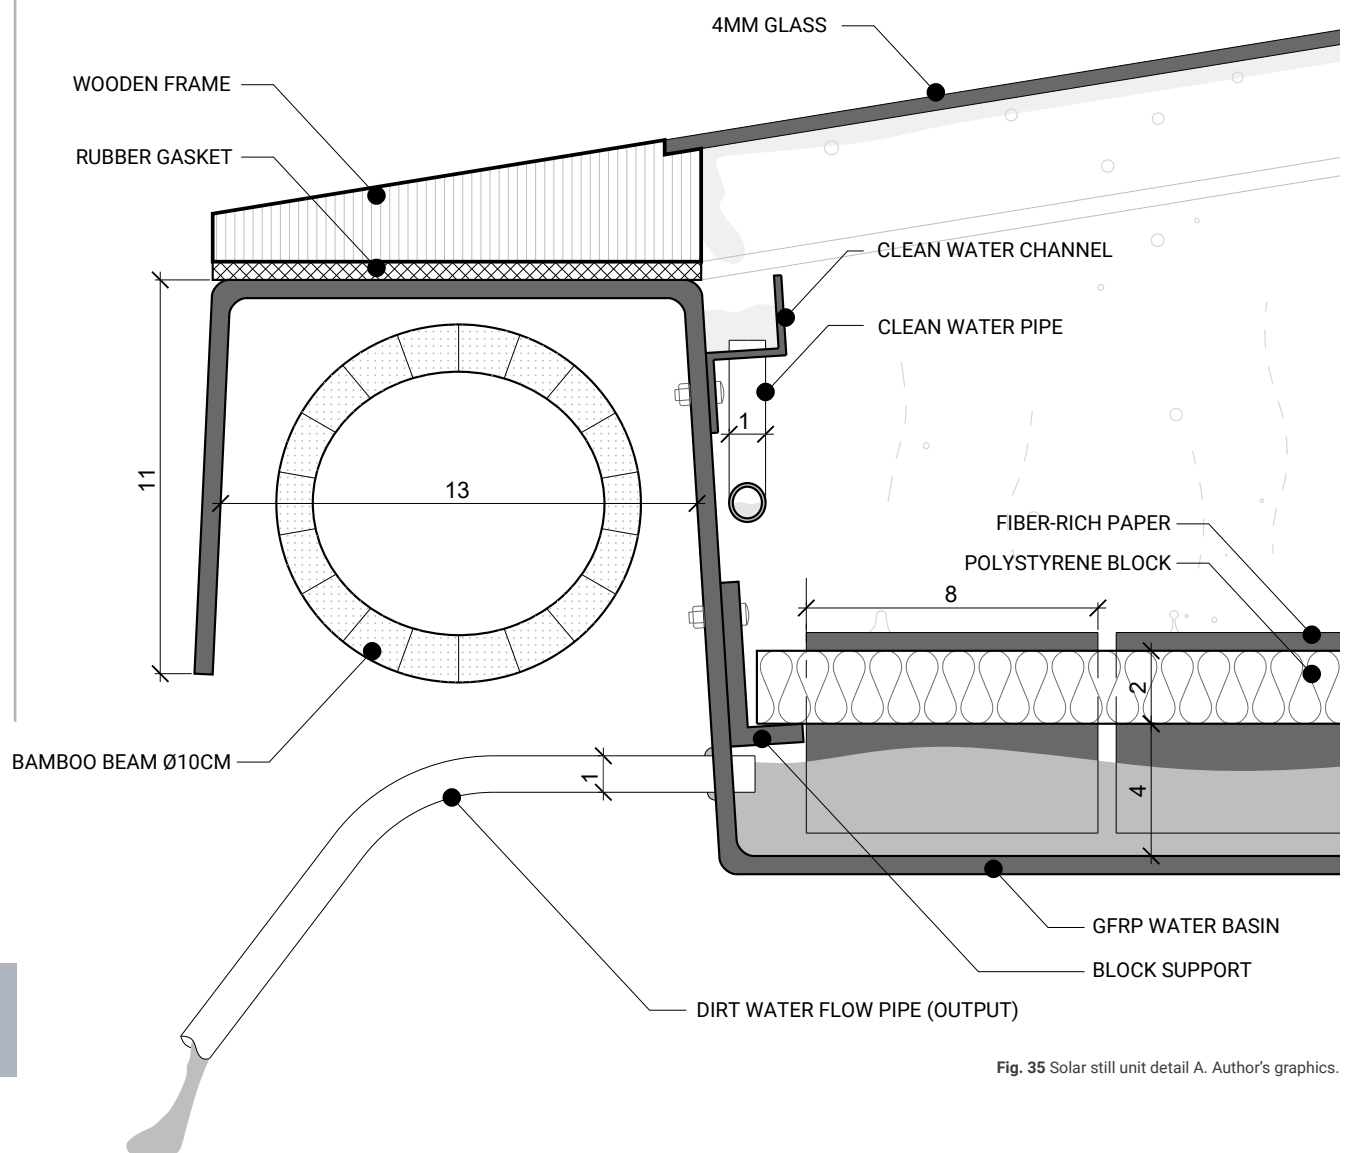 4MM GLASS
WOODEN FRAME
RUBBER GASKET
CLEAN WATER CHANNEL
CLEAN WATER PIPE
1
11
13
FIBER-RICH PAPER
POLYSTYRENE BLOCK
8
2
BAMBOO BEAM Ø10CM
1
4
GFRP WATER BASIN
BLOCK SUPPORT
DIRT WATER FLOW PIPE (OUTPUT)
Fig. 35 Solar still unit detail A. Author's graphics.